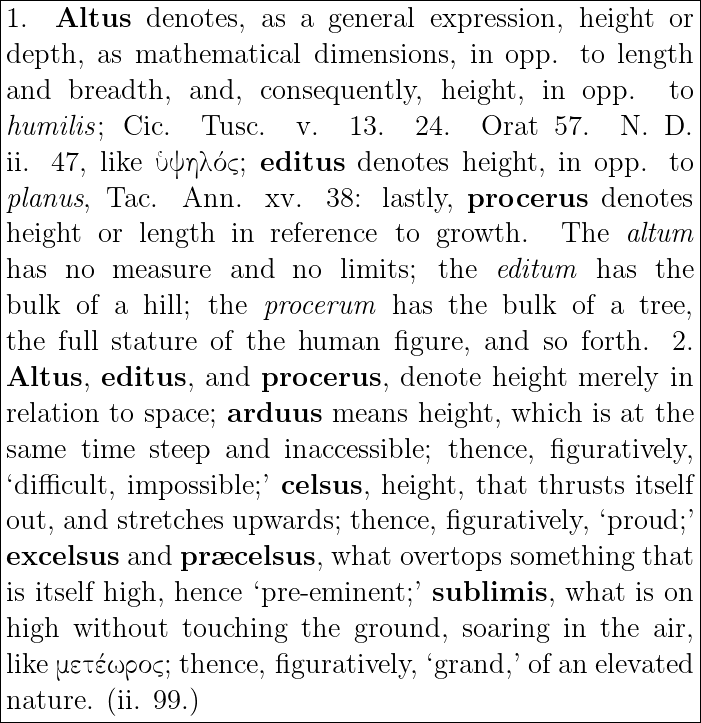 1. Altus denotes, as a general expression, height or
depth, as mathematical dimensions, in opp. to length
and breadth, and, consequently, height, in opp. to
humilis; Cic. Tusc. v. 13. 24. Orat 57. N. D.
ii. 47, like ὑψηλός; editus denotes height, in opp. to
planus, Tac. Ann. xv. 38: lastly, procerus denotes
height or length in reference to growth. The altum
has no measure and no limits; the editum has the
bulk of a hill; the procerum has the bulk of a tree,
the full stature of the human figure, and so forth. 2.
Altus, editus, and procerus, denote height merely in
relation to space; arduus means height, which is at the
same time steep and inaccessible; thence, figuratively,
‘difficult, impossible;’ celsus, height, that thrusts itself
out, and stretches upwards; thence, figuratively, ‘proud;’
excelsus and præcelsus, what overtops something that
is itself high, hence ‘pre-eminent;’ sublimis, what is on
high without touching the ground, soaring in the air,
like μετέωρος; thence, figuratively, ‘grand,’ of an elevated
nature. (ii. 99.)